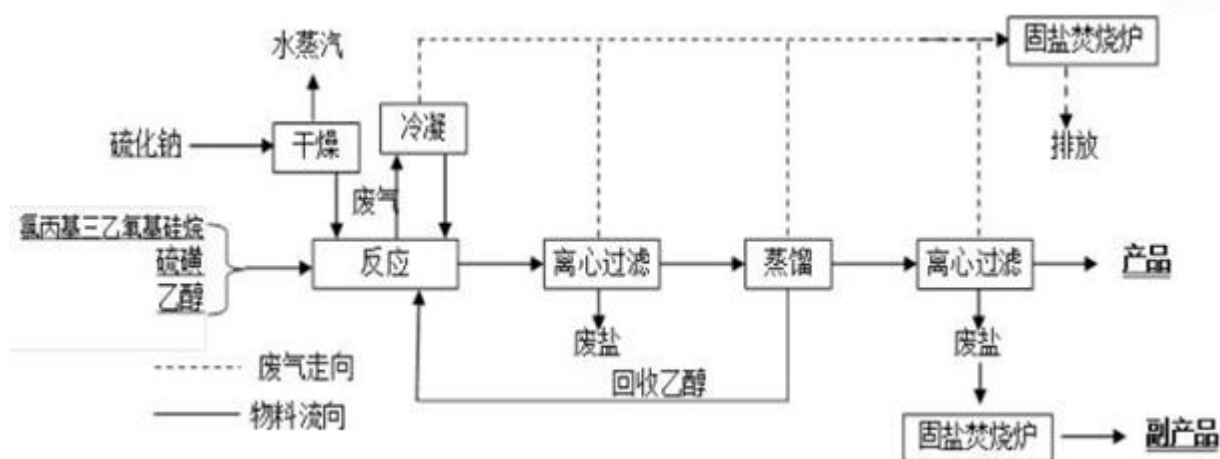 水蒸汽
固盐焚烧炉
硫化钠
干燥
冷凝
排放
废气
氯丙基三乙氧基硅烷
硫磺
乙醇
反应
离心过滤
蒸馏
离心过滤
产品
废盐
废盐
回收乙醇
废气走向
物料流向
固盐焚烧炉
副产品